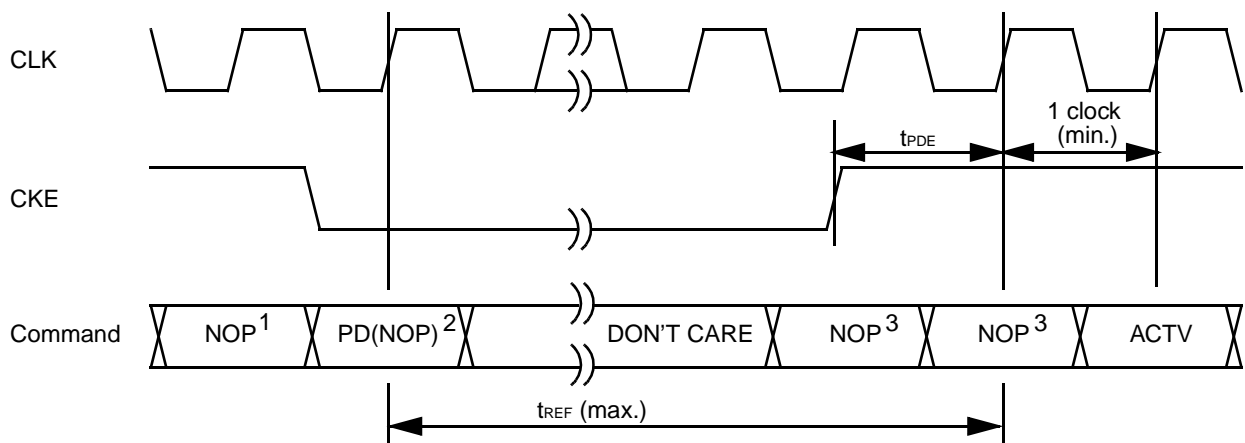 CLK
1 clock
(min.)
tPDE
CKE
Command
NOP1
PD(NOP)2
DON'T CARE
NOP3
NOP3
ACTV
tREF (max.)